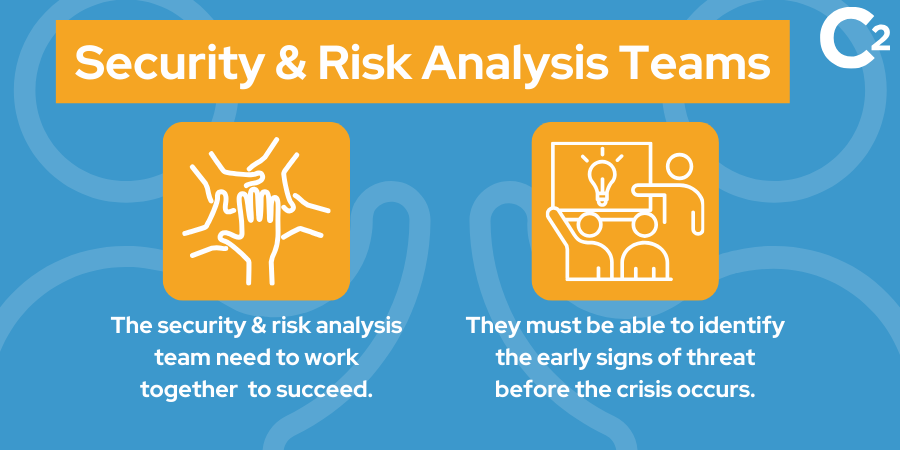 Security & Risk Analysis Teams
C2
The security & risk analysis
team need to work
together  to succeed.
They must be able to identify
the early signs of threat
before the crisis occurs.